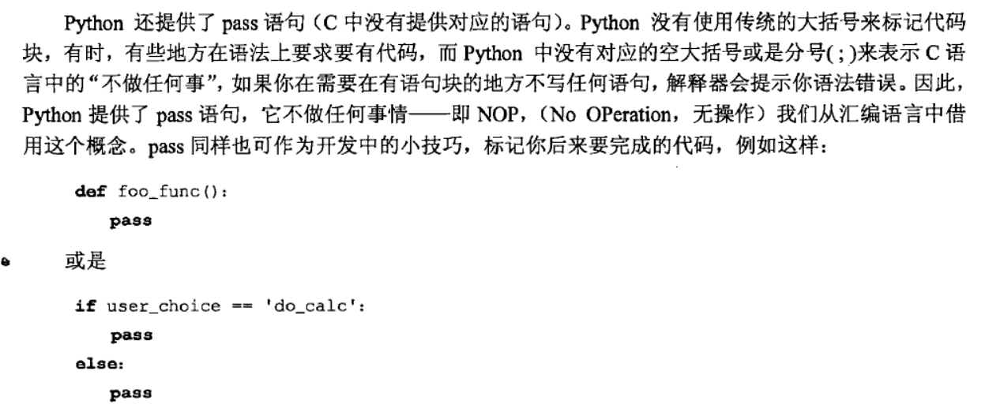 Python 还提供了 pass 语句（C 中没有提供对应的语句）。Python 没有使用传统的大括号来标记代码
块，有时，有些地方在语法上要求要有代码，而 Python 中没有对应的空大括号或是分号( ; )来表示 C 语
言中的“不做任何事”，如果你在需要在有语句块的地方不写任何语句，解释器会提示你语法错误。因此，
Python 提供了 pass 语句，它不做任何事情——即 NOP，（No OPeration，无操作）我们从汇编语言中借
用这个概念。pass 同样也可作为开发中的小技巧，标记你后来要完成的代码，例如这样：
def foo_func():
pass
或是
if user_choice == 'do_calc':
pass
else:
pass